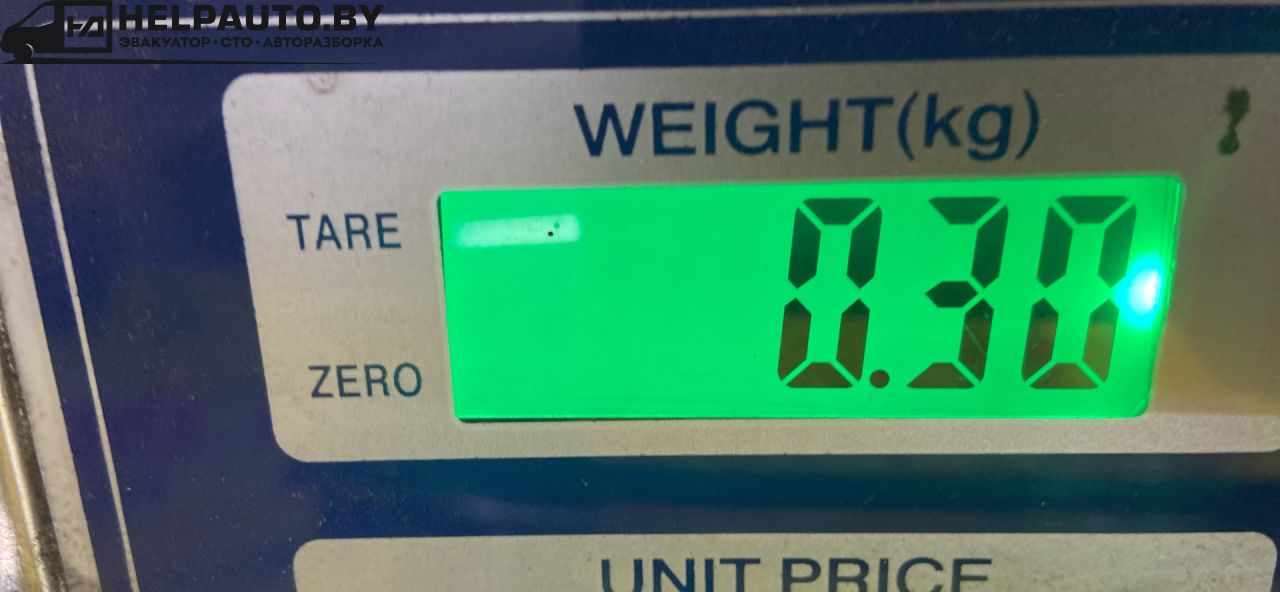 HELPAUTO.BY
ЭВАКУАТОР · СТО · АВТОРАЗБОРКА
WEIGHT(kg)
TARE
0.30
ZERO
UNIT PRICE